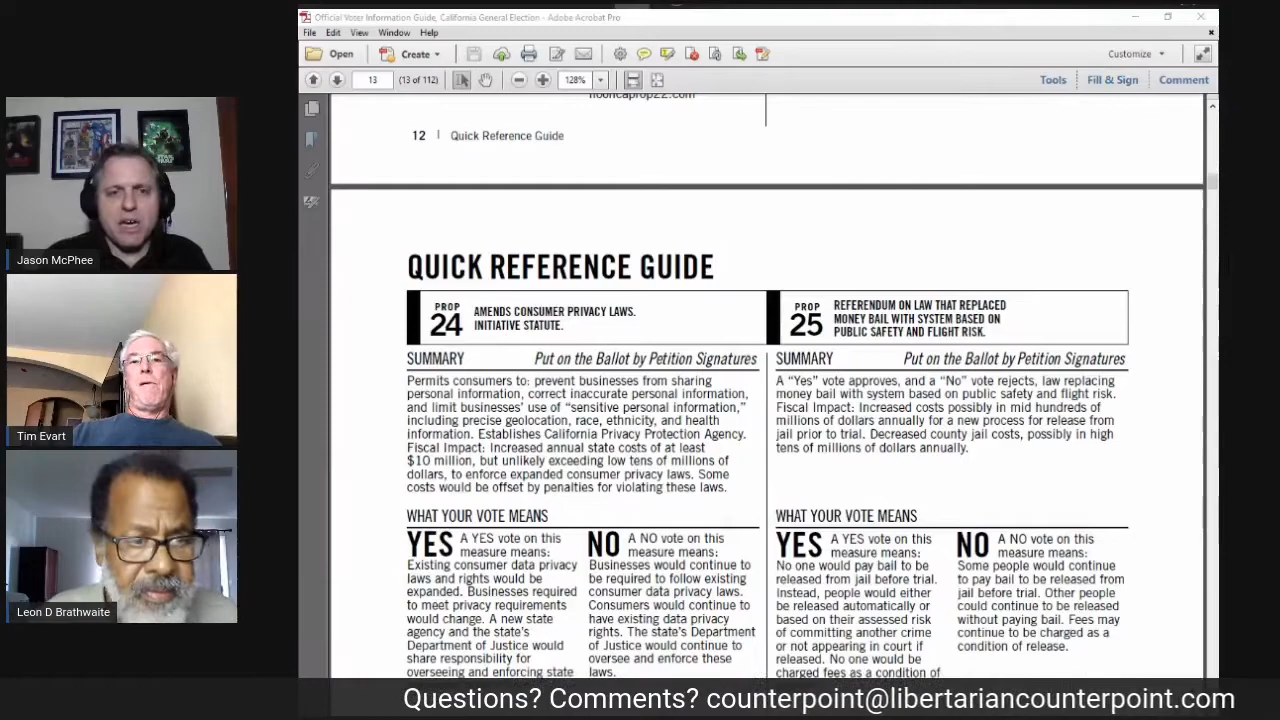 Official Voter Information Guide, California General Election - Adobe Acrobat Pro
File Edit View Window Help
Open Create Customize
13 (13 of 112) 128% Tools Fill & Sign Comment
nooncaprop22.com
12 | Quick Reference Guide
QUICK REFERENCE GUIDE
PROP 24
AMENDS CONSUMER PRIVACY LAWS.
INITIATIVE STATUTE.
SUMMARY Put on the Ballot by Petition Signatures
Permits consumers to: prevent businesses from sharing
personal information, correct inaccurate personal information,
and limit businesses' use of “sensitive personal information,”
including precise geolocation, race, ethnicity, and health
information. Establishes California Privacy Protection Agency.
Fiscal Impact: Increased annual state costs of at least
$10 million, but unlikely exceeding low tens of millions of
dollars, to enforce expanded consumer privacy laws. Some
costs would be offset by penalties for violating these laws.
WHAT YOUR VOTE MEANS
YES A YES vote on this
measure means:
Existing consumer data privacy
laws and rights would be
expanded. Businesses required
to meet privacy requirements
would change. A new state
agency and the state's
Department of Justice would
share responsibility for
overseeing and enforcing state
NO A NO vote on this
measure means:
Businesses would continue to
be required to follow existing
consumer data privacy laws.
Consumers would continue to
have existing data privacy
rights. The state's Department
of Justice would continue to
oversee and enforce these
laws.
PROP 25
REFERENDUM ON LAW THAT REPLACED
MONEY BAIL WITH SYSTEM BASED ON
PUBLIC SAFETY AND FLIGHT RISK.
SUMMARY Put on the Ballot by Petition Signatures
A “Yes” vote approves, and a “No” vote rejects, law replacing
money bail with system based on public safety and flight risk.
Fiscal Impact: Increased costs possibly in mid hundreds of
millions of dollars annually for a new process for release from
jail prior to trial. Decreased county jail costs, possibly in high
tens of millions of dollars annually.
WHAT YOUR VOTE MEANS
YES A YES vote on this
measure means:
No one would pay bail to be
released from jail before trial.
Instead, people would either
be released automatically or
based on their assessed risk
of committing another crime
or not appearing in court if
released. No one would be
charged fees as a condition of
NO A NO vote on this
measure means:
Some people would continue
to pay bail to be released from
jail before trial. Other people
could continue to be released
without paying bail. Fees may
continue to be charged as a
condition of release.
Jason McPhee
Tim Evart
Leon D Brathwaite
STAR WARS
Questions? Comments? counterpoint@libertariancounterpoint.com